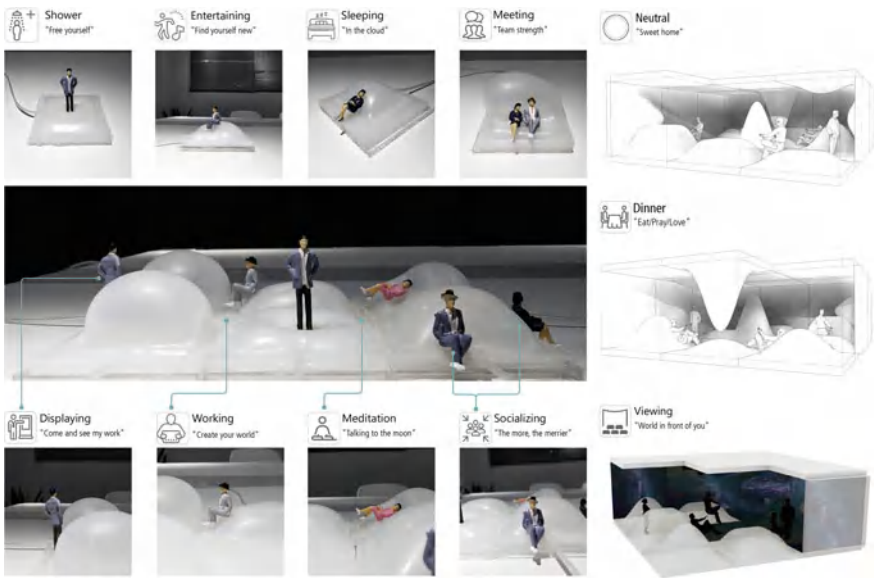 Shower
"Free yourself"
Entertaining
"Find yourself new"
Sleeping
"In the cloud"
Meeting
"Team strength"
Neutral
"Sweet home"
Dinner
"Eat/Pray/Love"
Displaying
"Come and see my work"
Working
"Create your world"
Meditation
"Talking to the moon"
Socializing
"The more, the merrier"
Viewing
"World in front of you"